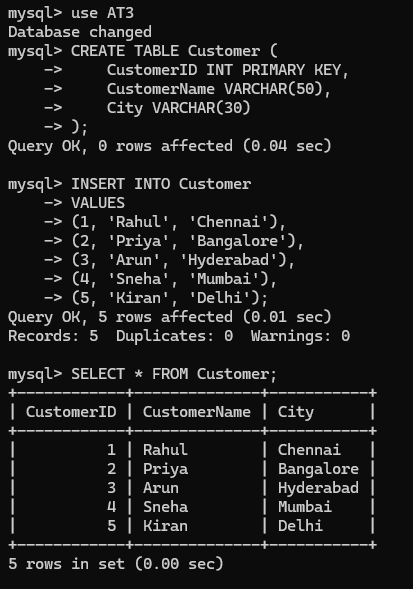 mysql> use AT3
Database changed
mysql> CREATE TABLE Customer (
    ->     CustomerID INT PRIMARY KEY,
    ->     CustomerName VARCHAR(50),
    ->     City VARCHAR(30)
    -> );
Query OK, 0 rows affected (0.04 sec)

mysql> INSERT INTO Customer
    -> VALUES
    -> (1, 'Rahul', 'Chennai'),
    -> (2, 'Priya', 'Bangalore'),
    -> (3, 'Arun', 'Hyderabad'),
    -> (4, 'Sneha', 'Mumbai'),
    -> (5, 'Kiran', 'Delhi');
Query OK, 5 rows affected (0.01 sec)
Records: 5  Duplicates: 0  Warnings: 0

mysql> SELECT * FROM Customer;
+------------+--------------+-----------+
| CustomerID | CustomerName | City      |
+------------+--------------+-----------+
|          1 | Rahul        | Chennai   |
|          2 | Priya        | Bangalore |
|          3 | Arun         | Hyderabad |
|          4 | Sneha        | Mumbai    |
|          5 | Kiran        | Delhi     |
+------------+--------------+-----------+
5 rows in set (0.00 sec)